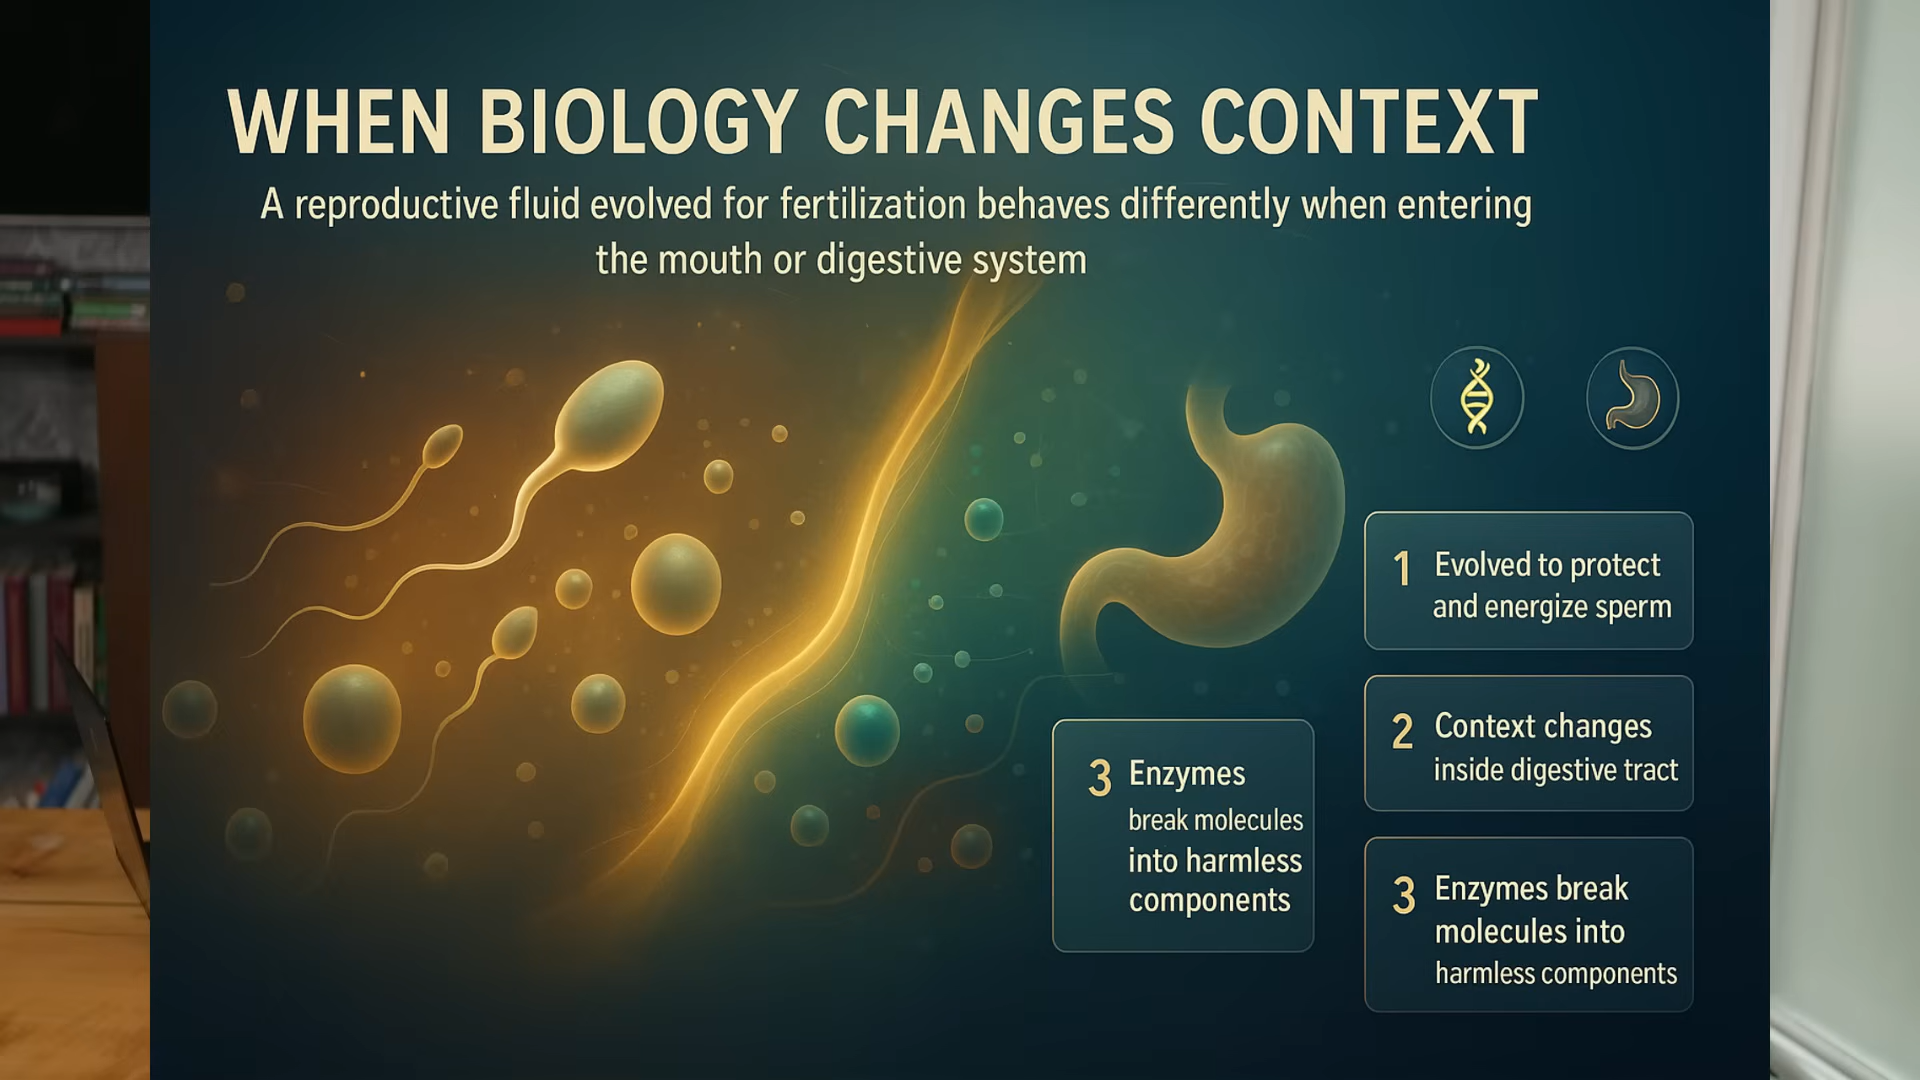 WHEN BIOLOGY CHANGES CONTEXT
A reproductive fluid evolved for fertilization behaves differently when entering
the mouth or digestive system
1 Evolved to protect
and energize sperm
2 Context changes
inside digestive tract
3 Enzymes
break molecules
into harmless
components
3 Enzymes break
molecules into
harmless components